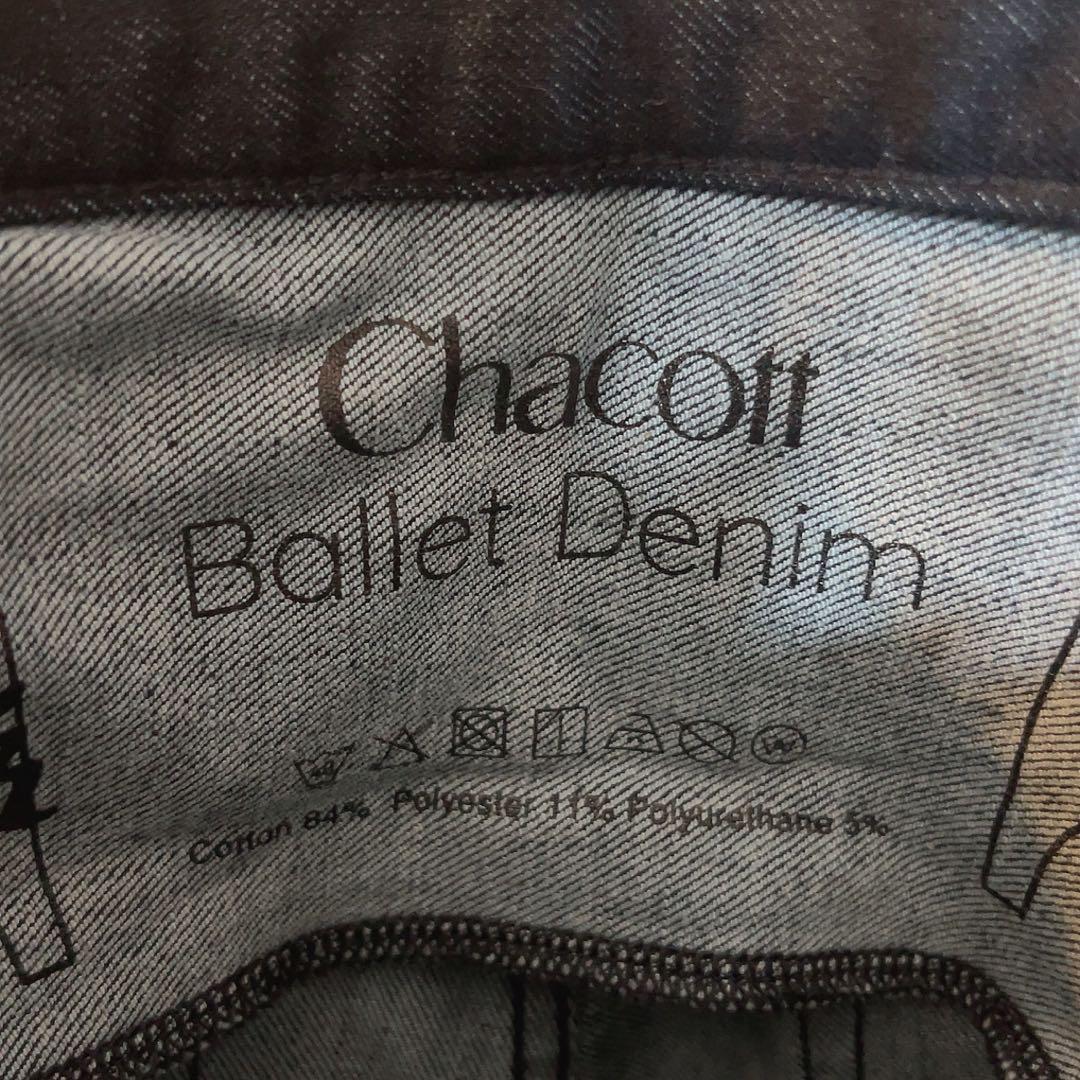 Chacott
Ballet Denim
Cotton 84% Polyester 11% Polyurethane 5%